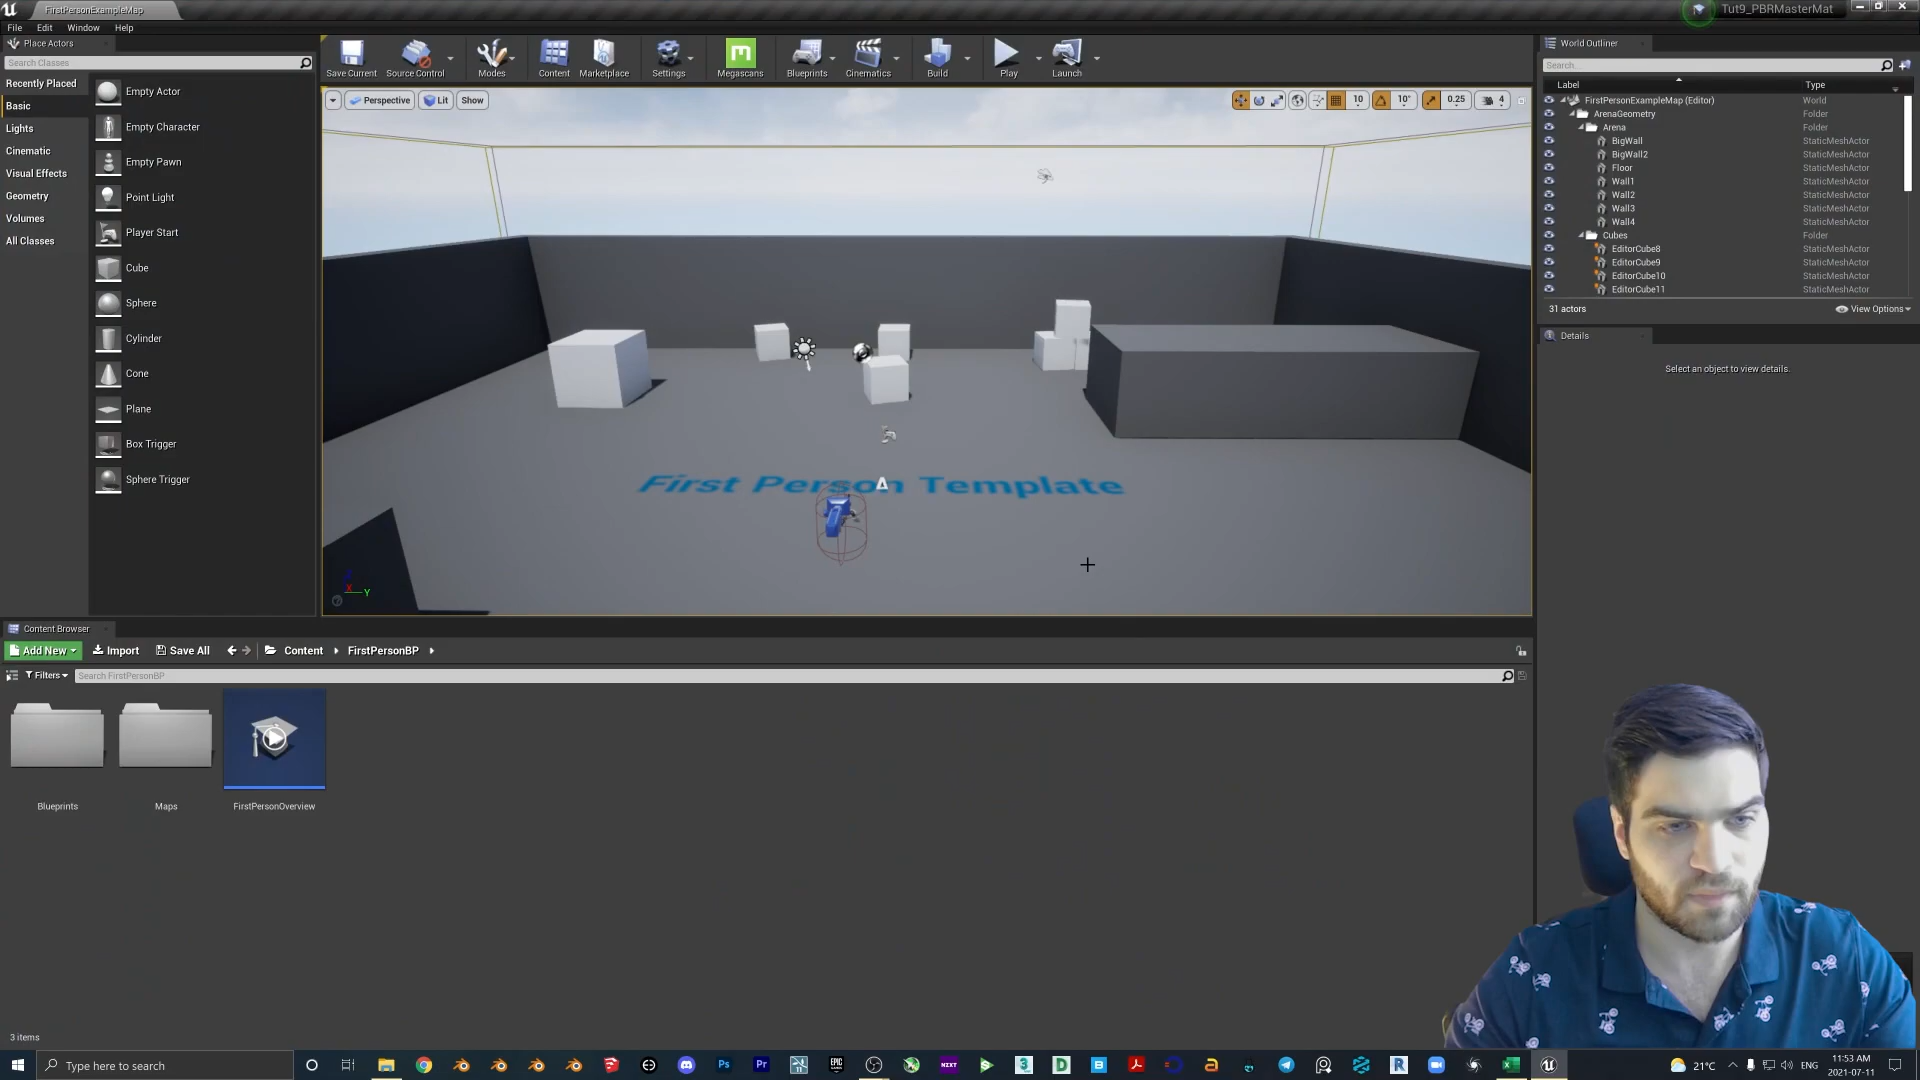 FirstPersonExampleMap
Tut9_PBRMasterMat
File Edit Window Help
Place Actors
Search Classes
Recently Placed
Basic
Lights
Cinematic
Visual Effects
Geometry
Volumes
All Classes
Empty Actor
Empty Character
Empty Pawn
Point Light
Player Start
Cube
Sphere
Cylinder
Cone
Plane
Box Trigger
Sphere Trigger
Save Current Source Control Modes Content Marketplace Settings Megascans Blueprints Cinematics Build Play Launch
Perspective Lit Show
10 10° 0.25 4
First Person Template
X Y
World Outliner
Search...
Label Type
FirstPersonExampleMap (Editor) World
ArenaGeometry Folder
Arena Folder
BigWall StaticMeshActor
BigWall2 StaticMeshActor
Floor StaticMeshActor
Wall1 StaticMeshActor
Wall2 StaticMeshActor
Wall3 StaticMeshActor
Wall4 StaticMeshActor
Cubes Folder
EditorCube8 StaticMeshActor
EditorCube9 StaticMeshActor
EditorCube10 StaticMeshActor
EditorCube11 StaticMeshActor
31 actors View Options
Details
Select an object to view details.
Content Browser
Add New Import Save All Content FirstPersonBP
Filters Search FirstPersonBP
Blueprints Maps FirstPersonOverview
3 items
Type here to search
Ps Pr EPIC GAMES NZXT 3 D B R
21°C ENG 11:53 AM
2021-07-11